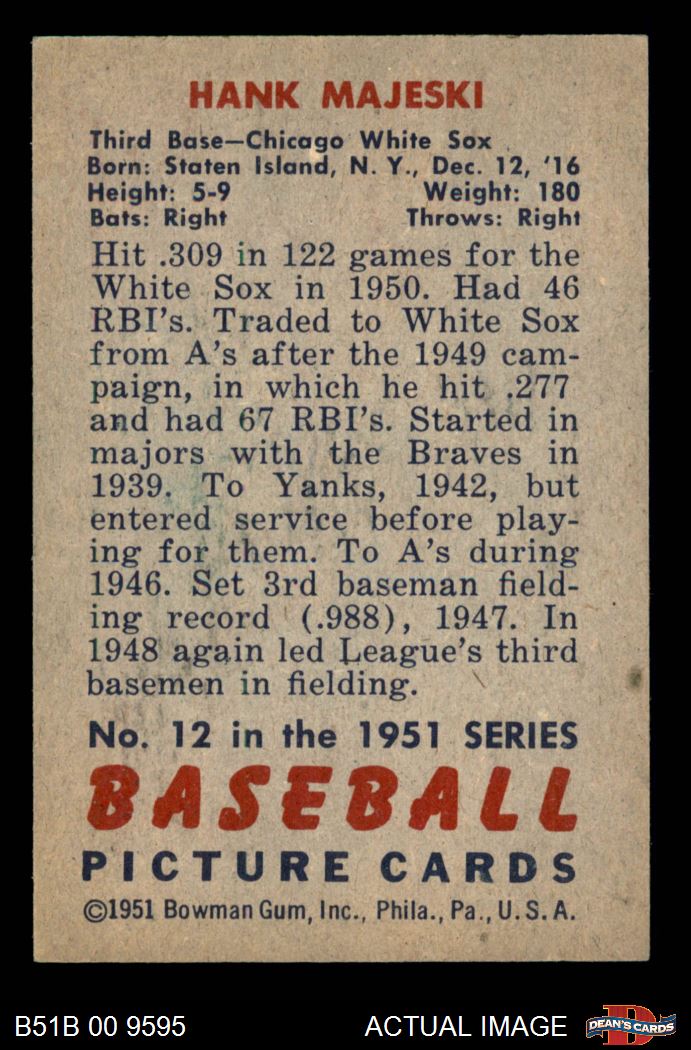 HANK MAJESKI
Third Base—Chicago White Sox
Born: Staten Island, N. Y., Dec. 12, '16
Height: 5-9 Weight: 180
Bats: Right Throws: Right
Hit .309 in 122 games for the
White Sox in 1950. Had 46
RBI's. Traded to White Sox
from A's after the 1949 cam-
paign, in which he hit .277
and had 67 RBI's. Started in
majors with the Braves in
1939. To Yanks, 1942, but
entered service before play-
ing for them. To A's during
1946. Set 3rd baseman field-
ing record (.988), 1947. In
1948 again led League's third
basemen in fielding.
No. 12 in the 1951 SERIES
BASEBALL
PICTURE CARDS
©1951 Bowman Gum, Inc., Phila., Pa., U. S. A.
B51B 00 9595 ACTUAL IMAGE D DEAN'S CARDS